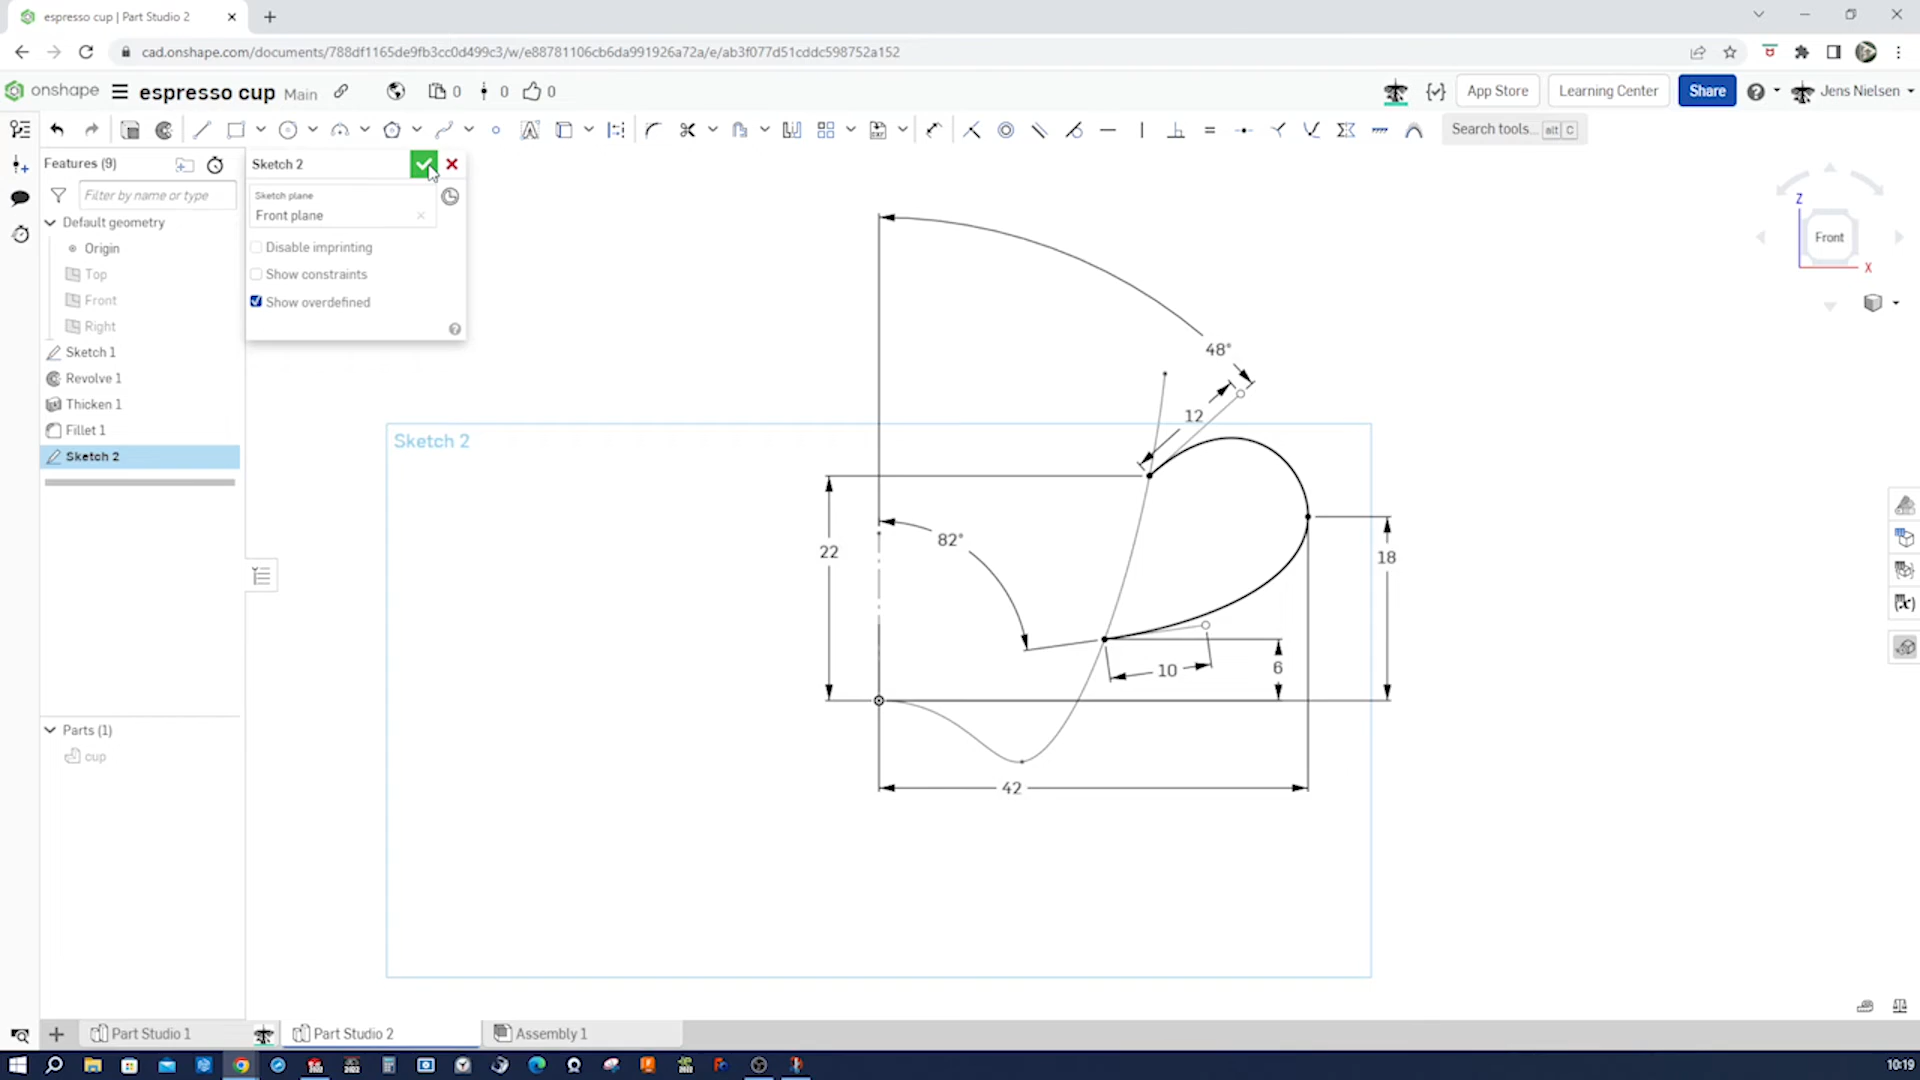 espresso cup | Part Studio 2
cad.onshape.com/documents/788df1165de9fb3cc0d499c3/w/e88781106cb6da991926a72a/e/ab3f077d51cddc598752a152
onshape
espresso cup Main
0
0
0
App Store
Learning Center
Share
Jens Nielsen
Search tools... alt C
Features (9)
Filter by name or type
Default geometry
Origin
Top
Front
Right
Sketch 1
Revolve 1
Thicken 1
Fillet 1
Sketch 2
Parts (1)
cup
Sketch 2
Sketch plane
Front plane
Disable imprinting
Show constraints
Show overdefined
Sketch 2
48°
12
22
82°
18
10
6
42
Z
Front
X
(x)
Part Studio 1
Part Studio 2
Assembly 1
10:19